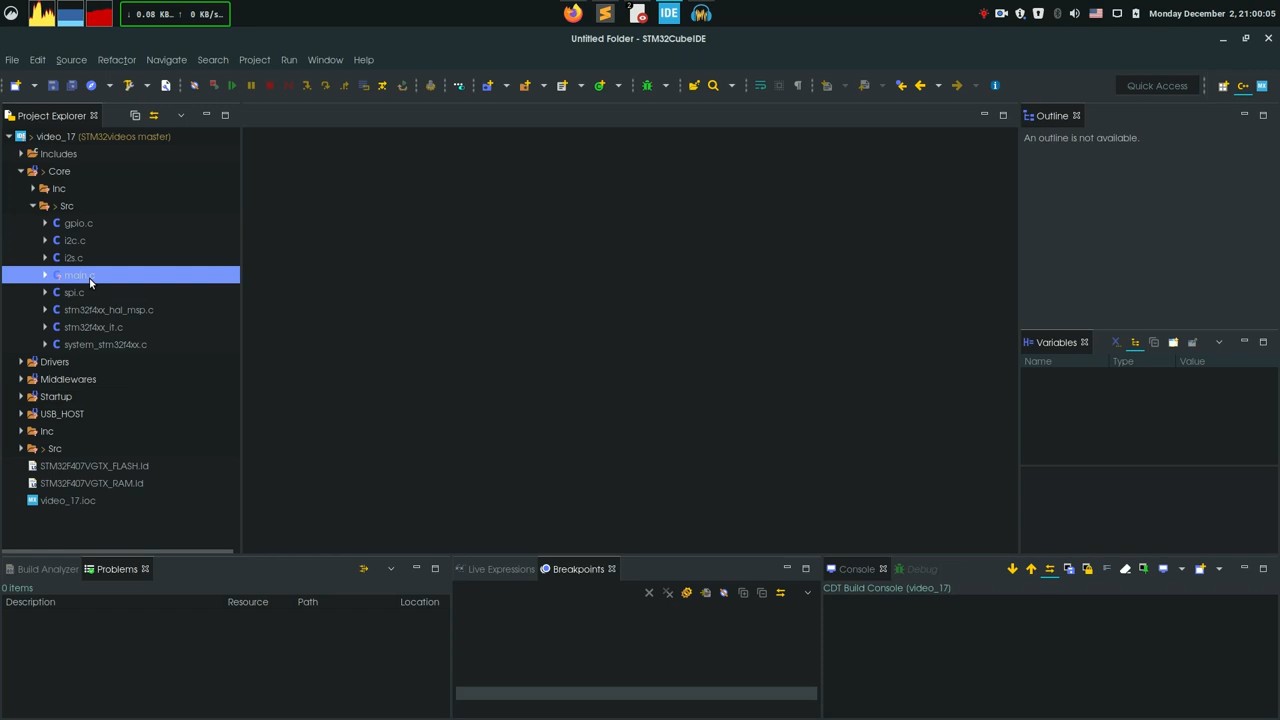 ↓ 0.08 KB... ↑ 0 KB/s...
2
IDE
Monday December 2, 21:00:05
Untitled Folder - STM32CubeIDE
File Edit Source Refactor Navigate Search Project Run Window Help
Quick Access
Project Explorer
Outline
IDE > video_17 (STM32videos master)
An outline is not available.
Includes
> Core
Inc
> Src
gpio.c
i2c.c
i2s.c
main.c
spi.c
stm32f4xx_hal_msp.c
stm32f4xx_it.c
system_stm32f4xx.c
Variables
Name Type Value
Drivers
Middlewares
Startup
USB_HOST
Inc
> Src
STM32F407VGTX_FLASH.ld
STM32F407VGTX_RAM.ld
MX video_17.ioc
Build Analyzer Problems
Live Expressions Breakpoints
Console Debug
0 items
CDT Build Console (video_17)
Description Resource Path Location